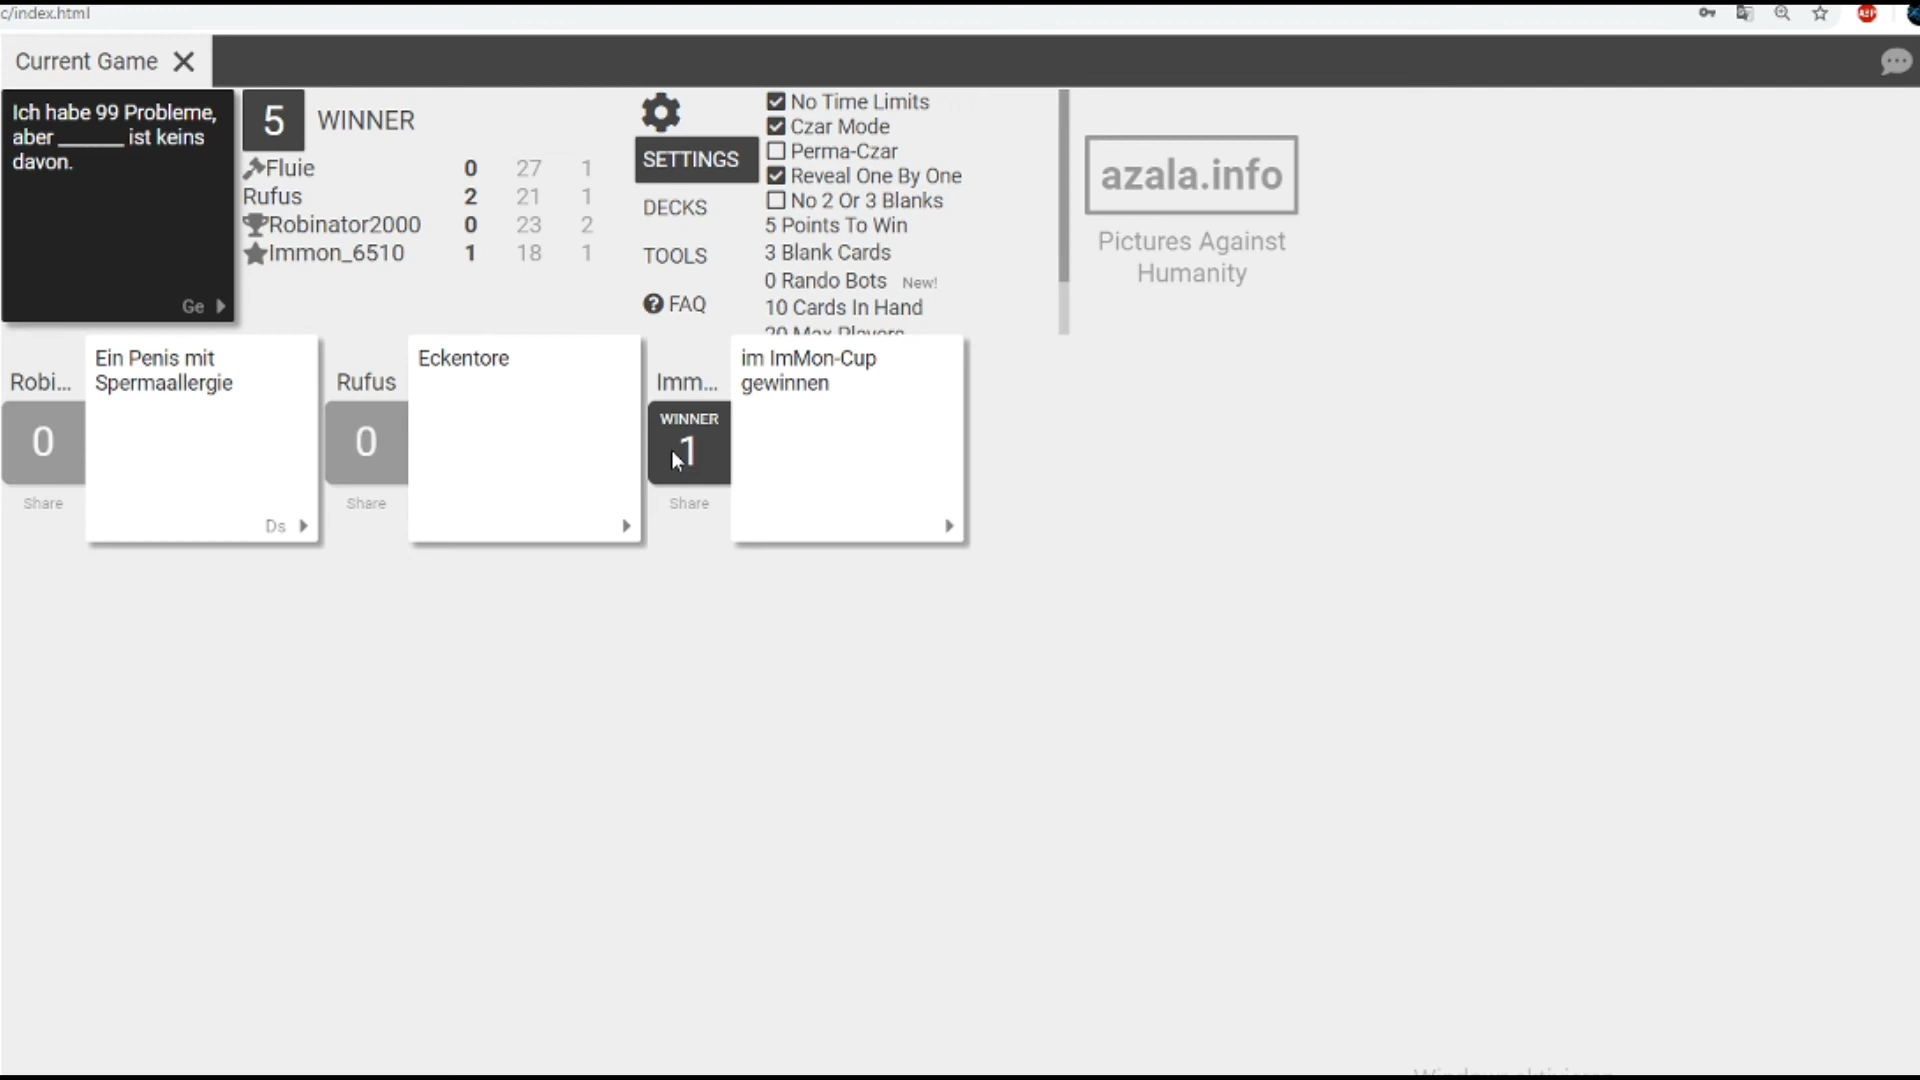 c/index.html
Current Game
Ich habe 99 Probleme,
aber ______ ist keins
davon.
Ge
5 WINNER
Fluie 0 27 1
Rufus 2 21 1
Robinator2000 0 23 2
Immon_6510 1 18 1
SETTINGS
DECKS
TOOLS
FAQ
No Time Limits
Czar Mode
Perma-Czar
Reveal One By One
No 2 Or 3 Blanks
5 Points To Win
3 Blank Cards
0 Rando Bots New!
10 Cards In Hand
20 Max Players
azala.info
Pictures Against
Humanity
Robi...
0
Share
Ein Penis mit
Spermaallergie
Ds
Rufus
0
Share
Eckentore
Imm...
WINNER
1
Share
im ImMon-Cup
gewinnen